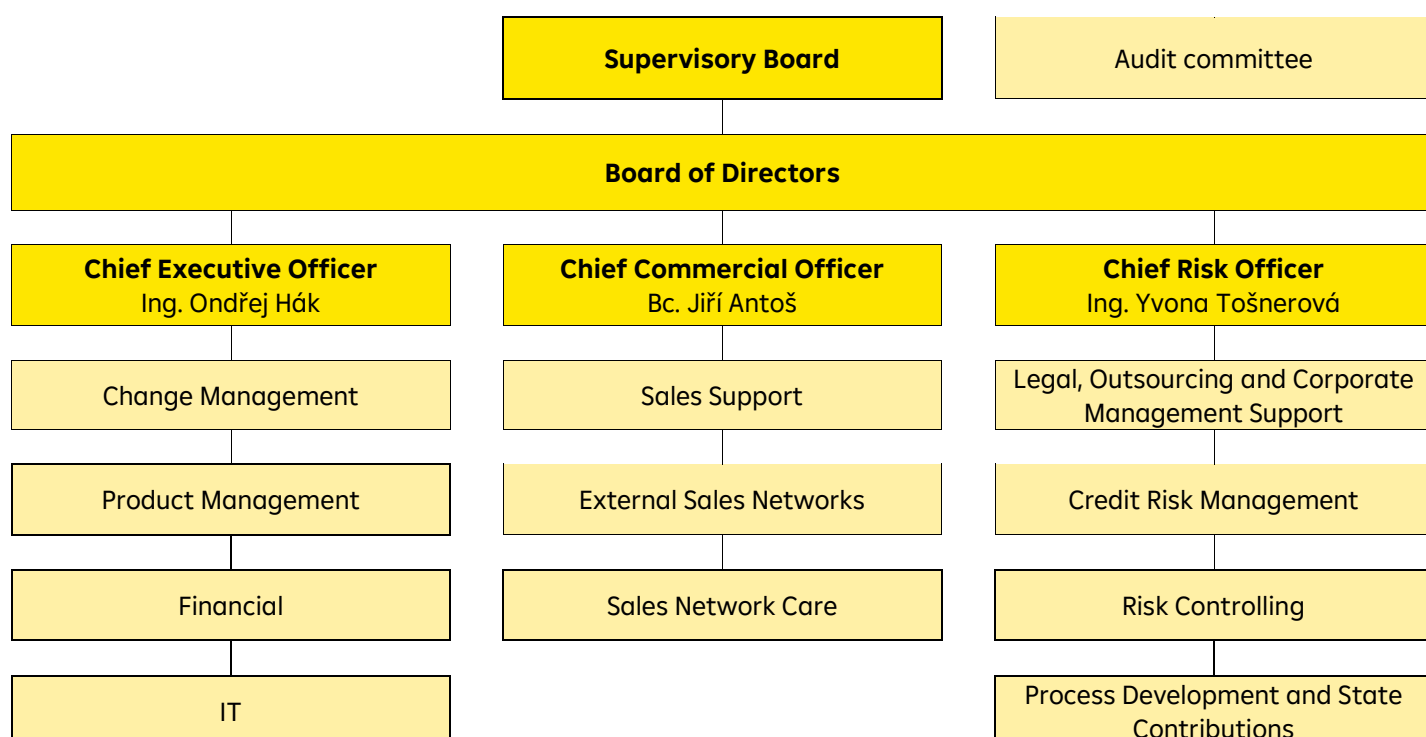 Supervisory Board
Audit committee
Board of Directors
Chief Executive Officer
Ing. Ondřej Hák
Chief Commercial Officer
Bc. Jiří Antoš
Chief Risk Officer
Ing. Yvona Tošnerová
Change Management
Sales Support
Legal, Outsourcing and Corporate
Management Support
Product Management
External Sales Networks
Credit Risk Management
Financial
Sales Network Care
Risk Controlling
IT
Process Development and State
Contributions